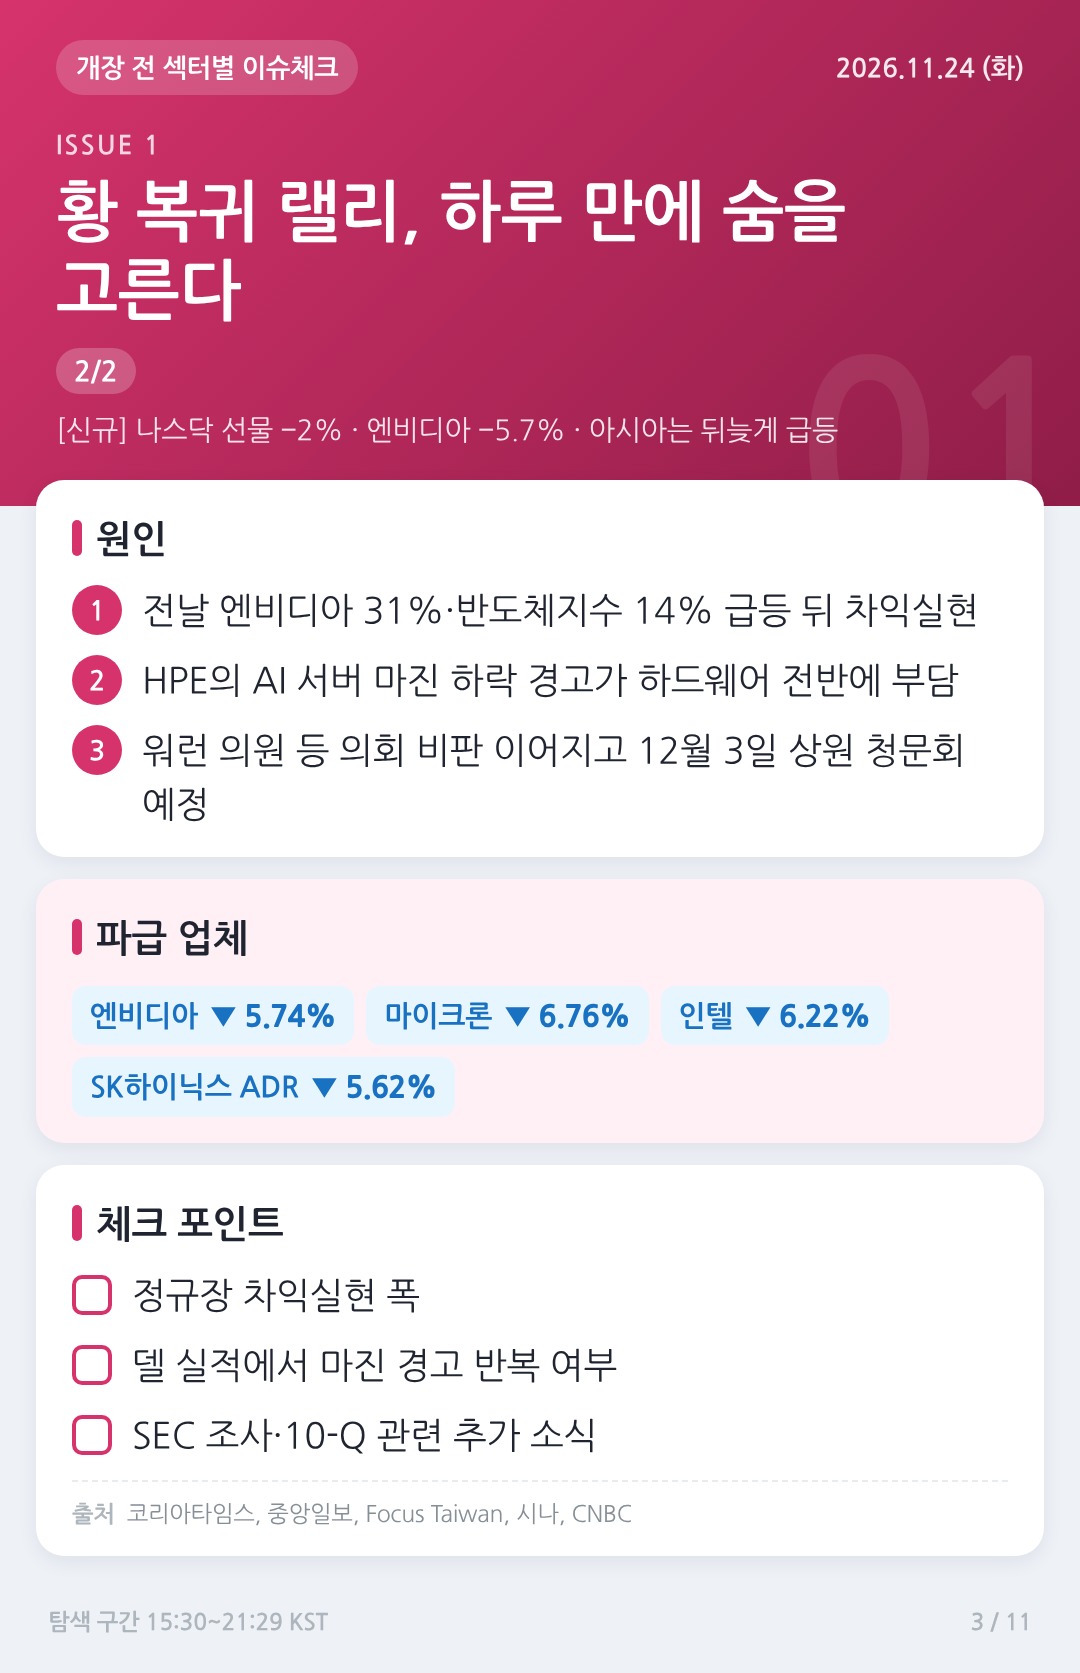 개장 전 섹터별 이슈체크
2026.11.24 (화)
ISSUE 1
황 복귀 랠리, 하루 만에 숨을
고른다
2/2
[신규] 나스닥 선물 −2% · 엔비디아 −5.7% · 아시아는 뒤늦게 급등
01
원인
1 전날 엔비디아 31%·반도체지수 14% 급등 뒤 차익실현
2 HPE의 AI 서버 마진 하락 경고가 하드웨어 전반에 부담
3 워런 의원 등 의회 비판 이어지고 12월 3일 상원 청문회
예정
파급 업체
엔비디아 ▼ 5.74% 마이크론 ▼ 6.76% 인텔 ▼ 6.22%
SK하이닉스 ADR ▼ 5.62%
체크 포인트
정규장 차익실현 폭
델 실적에서 마진 경고 반복 여부
SEC 조사·10-Q 관련 추가 소식
출처 코리아타임스, 중앙일보, Focus Taiwan, 시나, CNBC
탐색 구간 15:30~21:29 KST
3 / 11